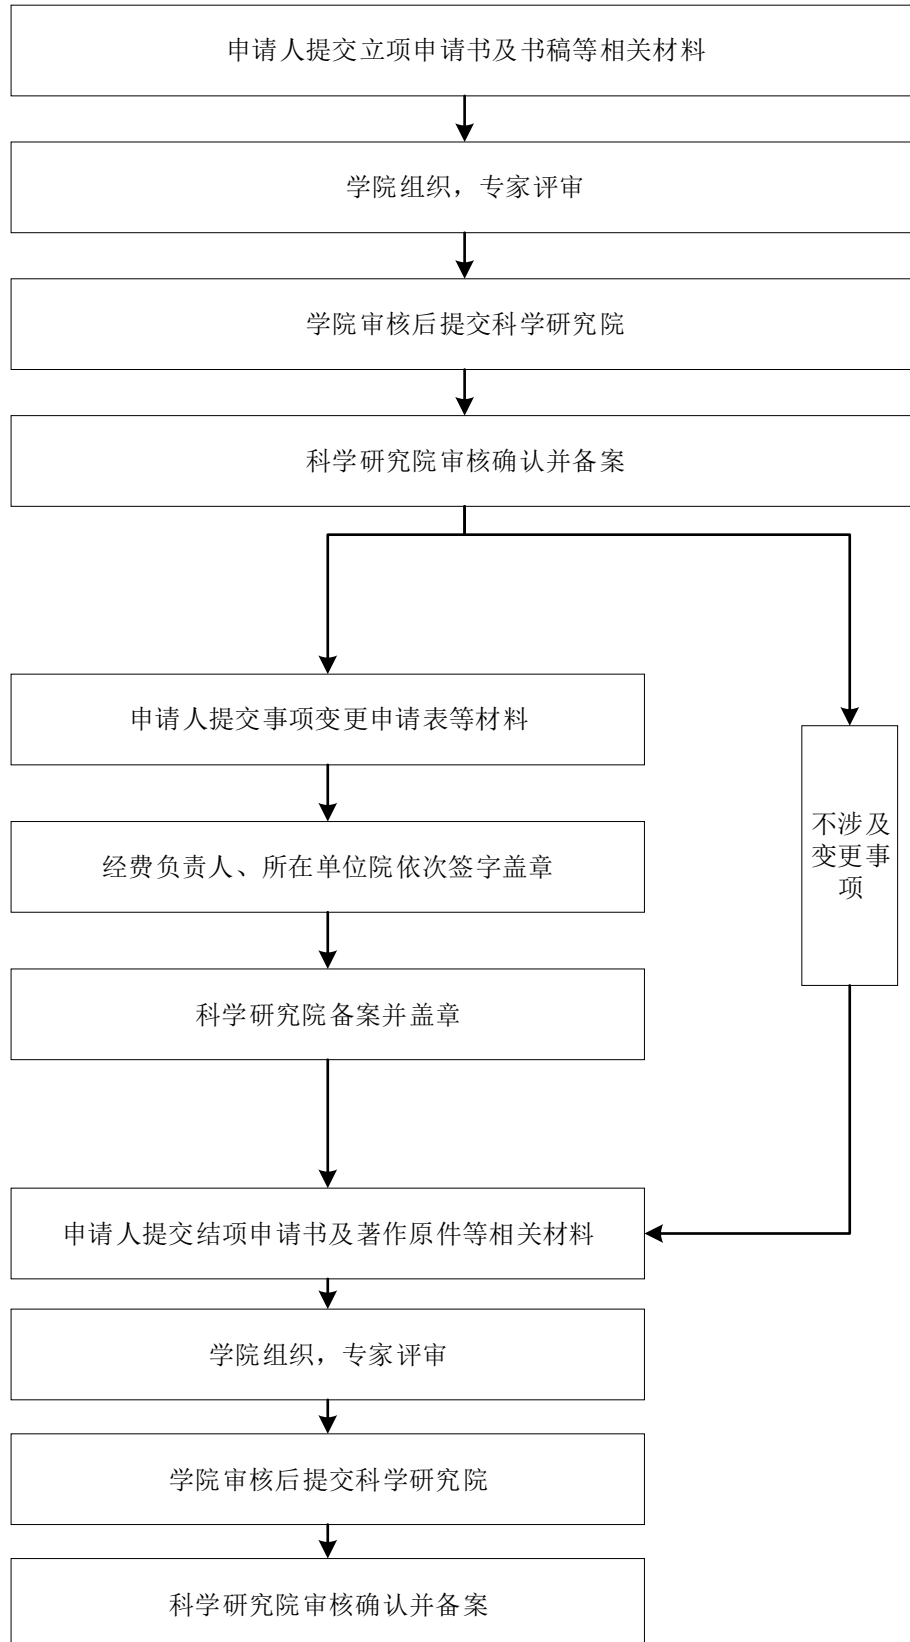 申请人提交立项申请书及书稿等相关材料
学院组织，专家评审
学院审核后提交科学研究院
科学研究院审核确认并备案
申请人提交事项变更申请表等材料
经费负责人、所在单位院依次签字盖章
科学研究院备案并盖章
不涉及
变更事
项
申请人提交结项申请书及著作原件等相关材料
学院组织，专家评审
学院审核后提交科学研究院
科学研究院审核确认并备案